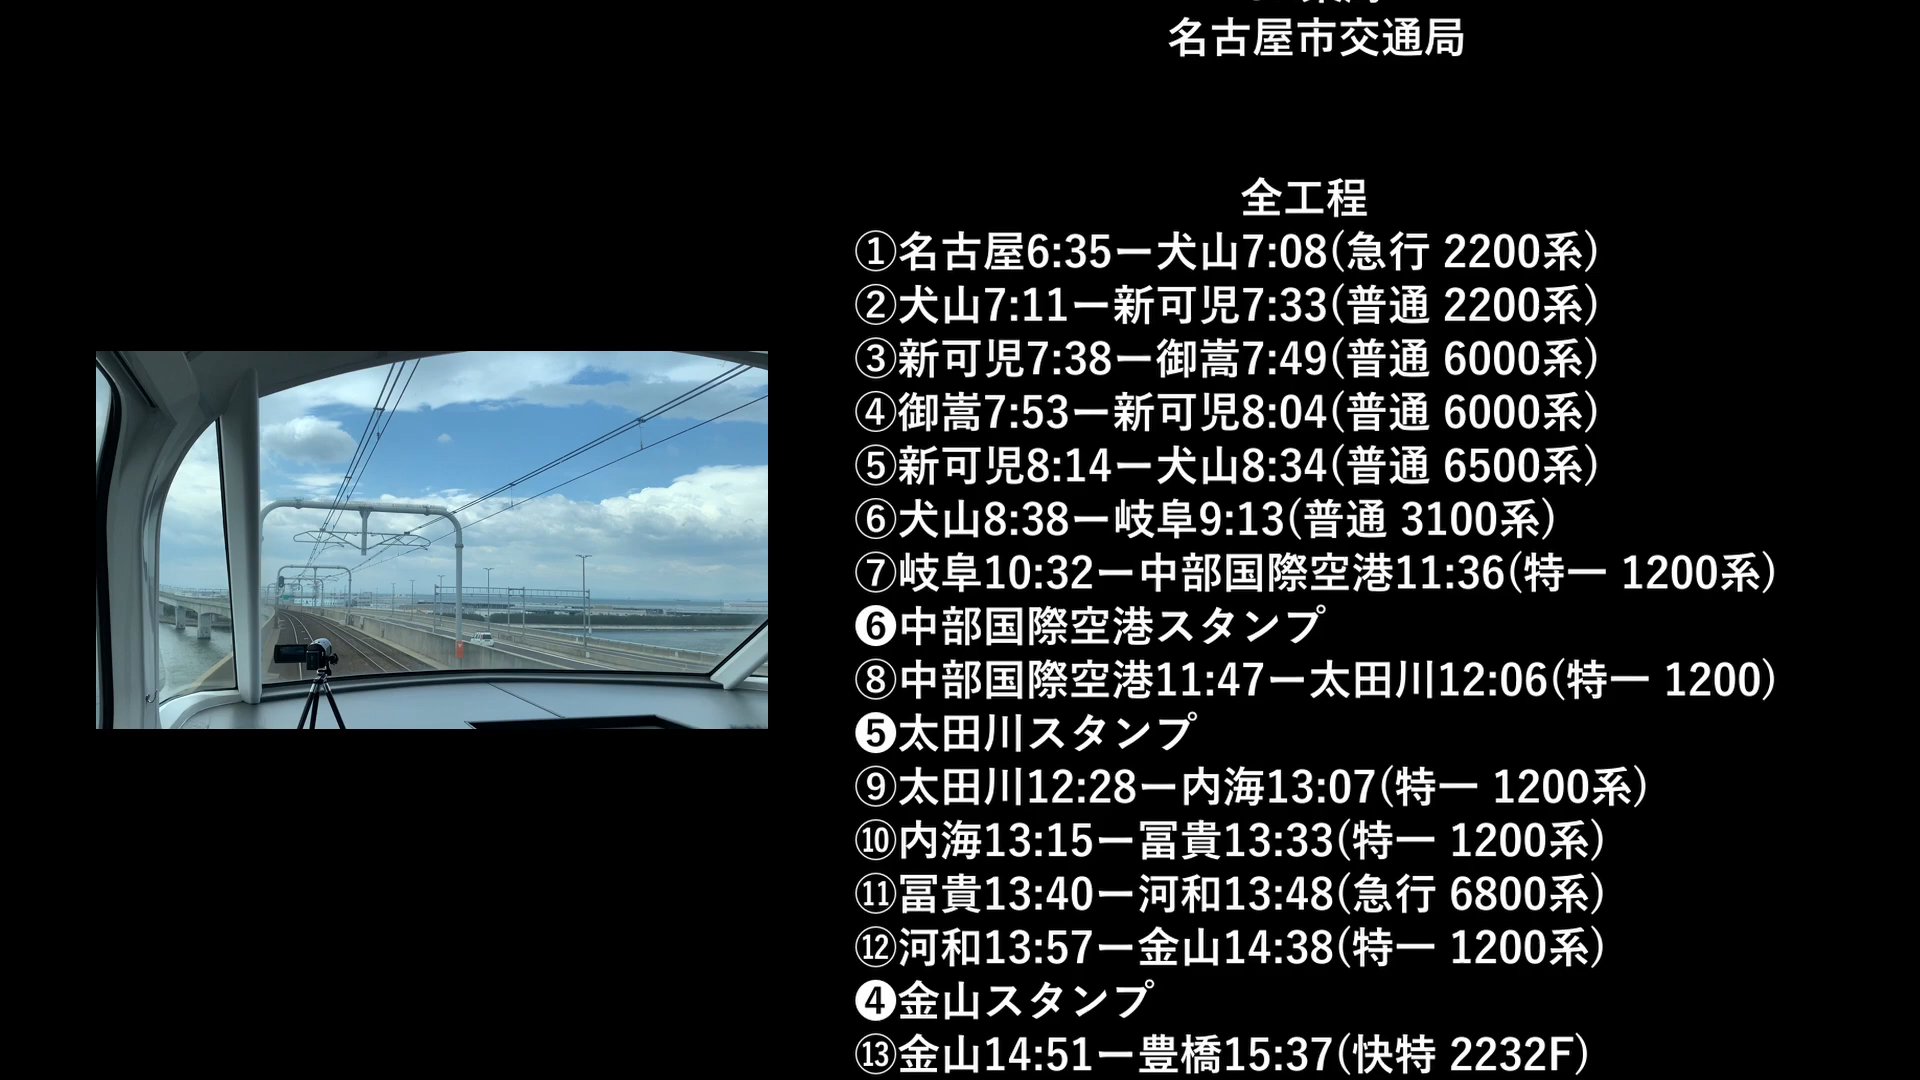 名古屋市交通局
全工程
①名古屋6:35ー犬山7:08(急行 2200系)
②犬山7:11ー新可児7:33(普通 2200系)
③新可児7:38ー御嵩7:49(普通 6000系)
④御嵩7:53ー新可児8:04(普通 6000系)
⑤新可児8:14ー犬山8:34(普通 6500系)
⑥犬山8:38ー岐阜9:13(普通 3100系)
⑦岐阜10:32ー中部国際空港11:36(特一 1200系)
❻中部国際空港スタンプ
⑧中部国際空港11:47ー太田川12:06(特一 1200)
❺太田川スタンプ
⑨太田川12:28ー内海13:07(特一 1200系)
⑩内海13:15ー冨貴13:33(特一 1200系)
⑪冨貴13:40ー河和13:48(急行 6800系)
⑫河和13:57ー金山14:38(特一 1200系)
❹金山スタンプ
⑬金山14:51ー豊橋15:37(快特 2232F)